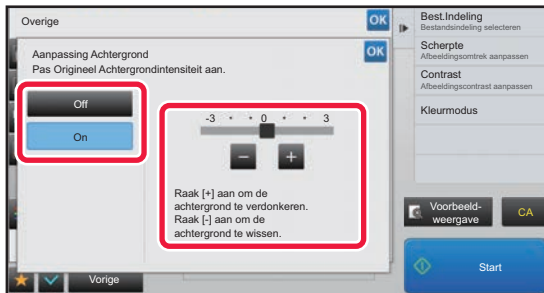 Overige
OK
Aanpassing Achtergrond
OK
Pas Origineel Achtergrondintensiteit aan.
Off
On
-3 • • 0 • • 3
− +
Raak [+] aan om de
achtergrond te verdonkeren.
Raak [-] aan om de
achtergrond te wissen.
Vorige
Best.Indeling
Bestandsindeling selecteren
Scherpte
Afbeeldingsomtrek aanpassen
Contrast
Afbeeldingscontrast aanpassen
Kleurmodus
Voorbeeld-
weergave
CA
Start